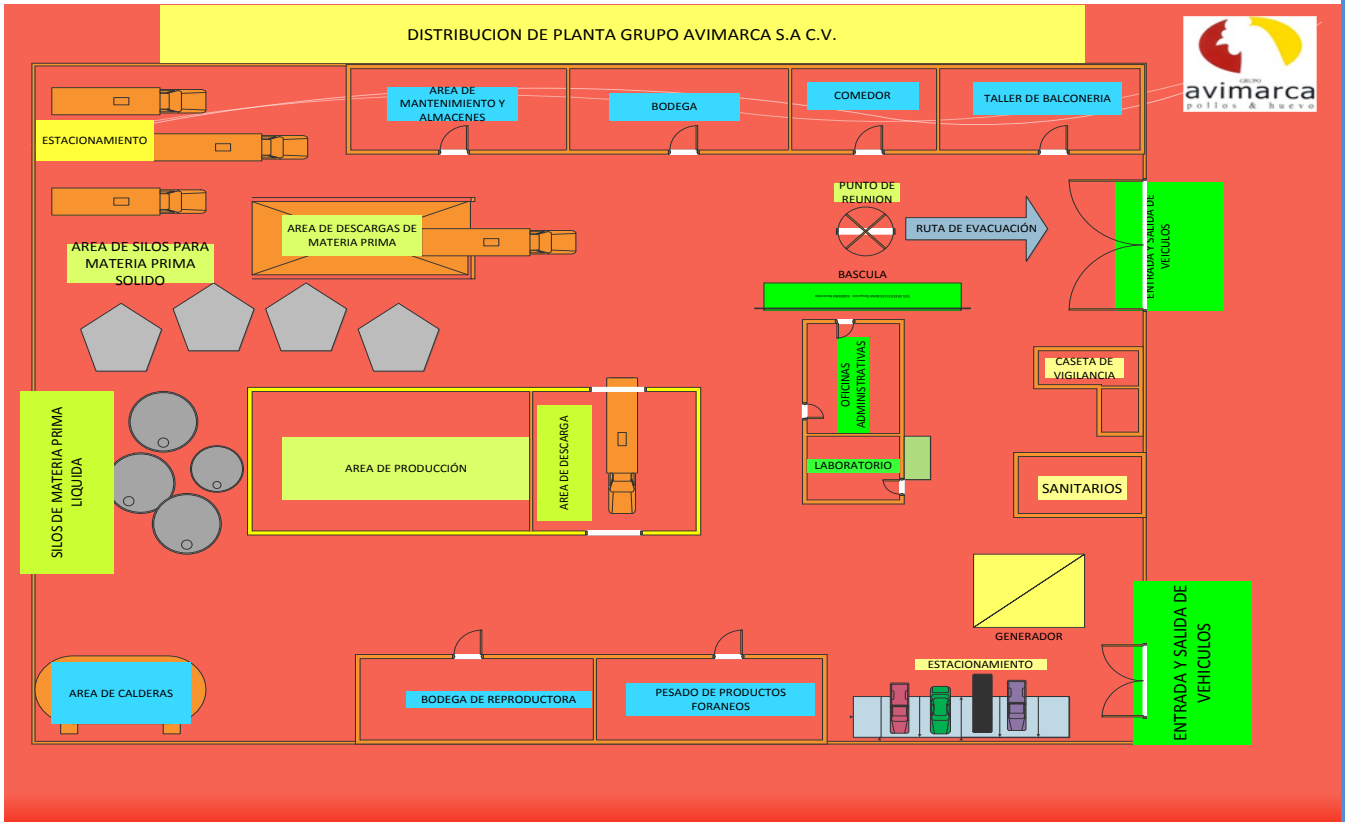 DISTRIBUCION DE PLANTA GRUPO AVIMARCA S.A C.V.
GRUPO
avimarca
pollos & huevo
AREA DE
MANTENIMIENTO Y
ALMACENES
BODEGA
COMEDOR
TALLER DE BALCONERIA
ESTACIONAMIENTO
PUNTO DE
REUNION
RUTA DE EVACUACIÓN
ENTRADA Y SALIDA DE
VEICULOS
AREA DE DESCARGAS DE
MATERIA PRIMA
AREA DE SILOS PARA
MATERIA PRIMA
SOLIDO
BASCULA
OFICINAS
ADMINISTRATIVAS
CASETA DE
VIGILANCIA
SILOS DE MATERIA PRIMA
LIQUIDA
AREA DE PRODUCCIÓN
AREA DE DESCARGA
LABORATORIO
SANITARIOS
GENERADOR
ENTRADA Y SALIDA DE
VEHICULOS
ESTACIONAMIENTO
AREA DE CALDERAS
BODEGA DE REPRODUCTORA
PESADO DE PRODUCTOS
FORANEOS